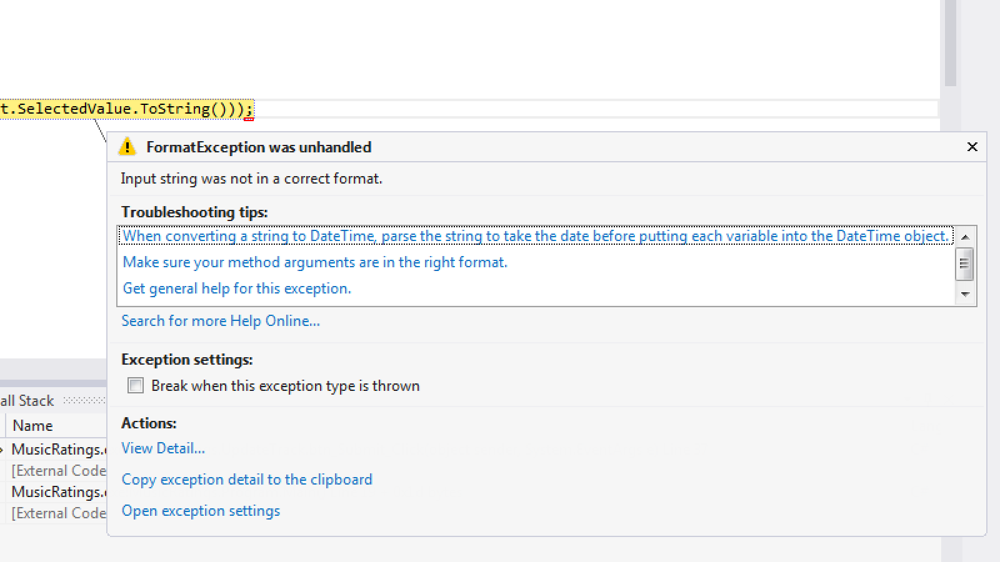 t.SelectedValue.ToString()));
FormatException was unhandled
Input string was not in a correct format.
Troubleshooting tips:
When converting a string to DateTime, parse the string to take the date before putting each variable into the DateTime object.
Make sure your method arguments are in the right format.
Get general help for this exception.
Search for more Help Online...
Exception settings:
Break when this exception type is thrown
Actions:
View Detail...
Copy exception detail to the clipboard
Open exception settings
all Stack
Name
MusicRatings.
[External Code
MusicRatings.
[External Code